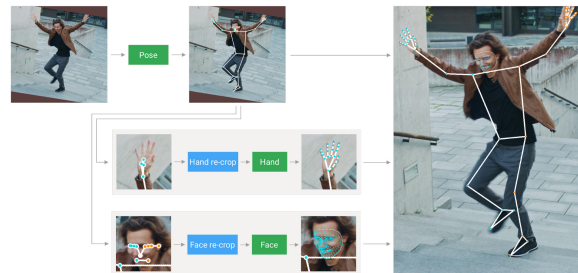 Pose
Hand re-crop
Hand
Face re-crop
Face